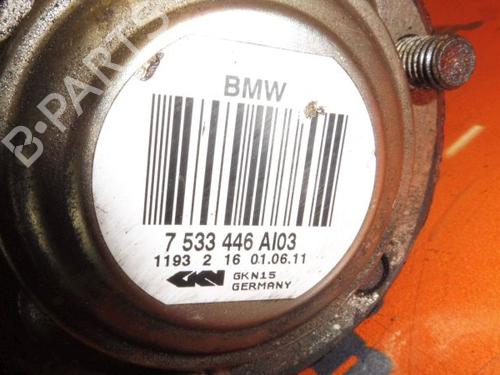 B-PARTS
BMW
7 533 446 AI03
1193 2 16 01.06.11
GKN GKN15
GERMANY